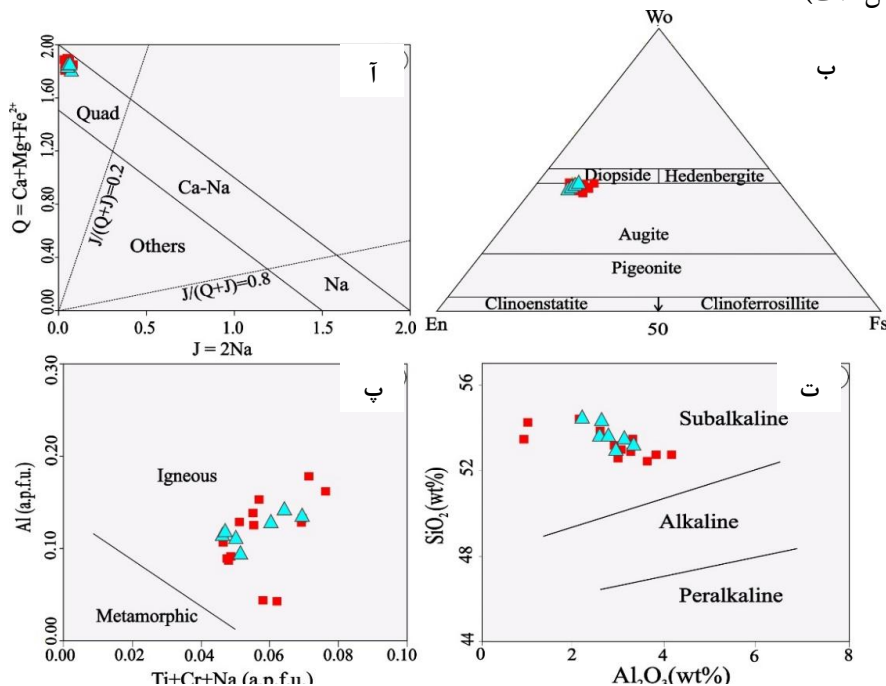 آ
2.00
1.60
1.20
0.80
0.40
0.00
Q = Ca+Mg+Fe²⁺
Quad
Ca-Na
Others
Na
J/(Q+J)=0.2
J/(Q+J)=0.8
0.0
0.5
1.0
1.5
2.0
J = 2Na
ب
Wo
Diopside
Hedenbergite
Augite
Pigeonite
Clinoenstatite
Clinoferrosillite
En
50
Fs
پ
0.30
0.20
0.10
0.00
Al (a.p.f.u.)
Igneous
Metamorphic
0.00
0.02
0.04
0.06
0.08
0.10
Ti+Cr+Na (a.p.f.u.)
ت
56
52
48
44
SiO₂(wt%)
Subalkaline
Alkaline
Peralkaline
0
2
4
6
8
Al₂O₃(wt%)